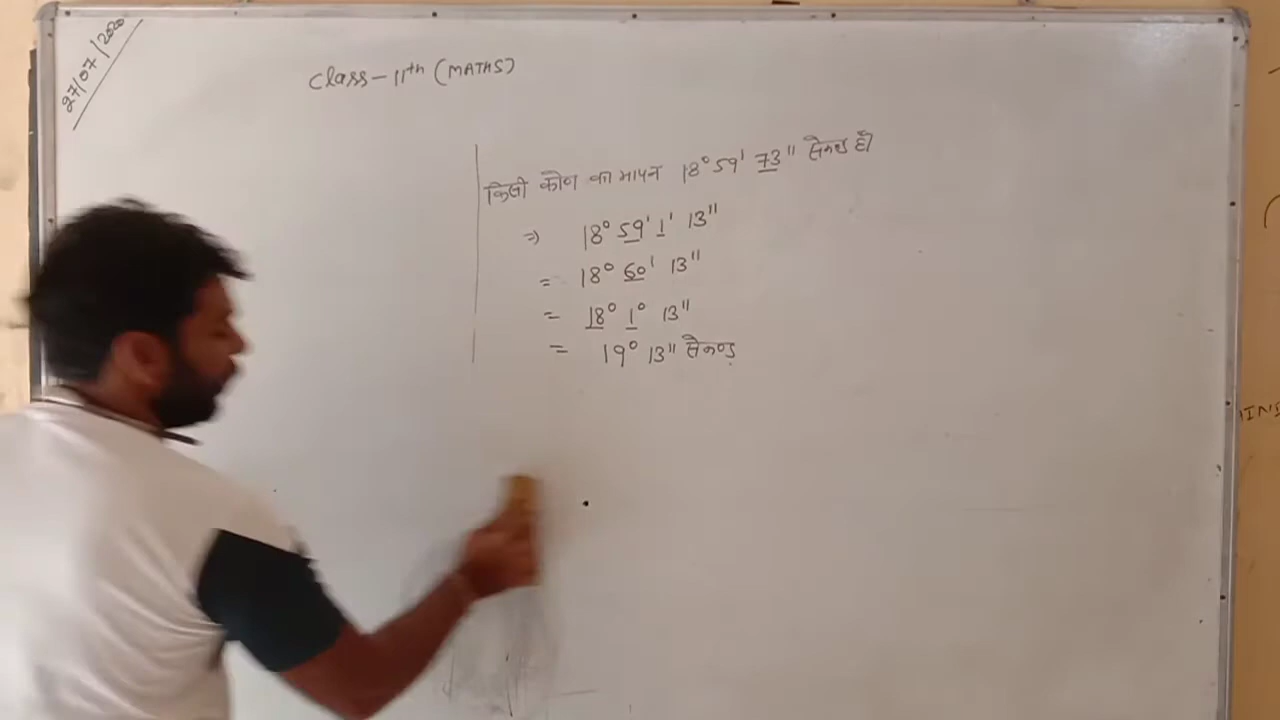 27/07/2020
Class-11th (MATHS)
किसी कोण का मापन 18° 59' 73" सेकण्ड है।
⇒ 18° 59' 1' 13"
= 18° 60' 13"
= 18° 1° 13"
= 19° 13" सेकण्ड